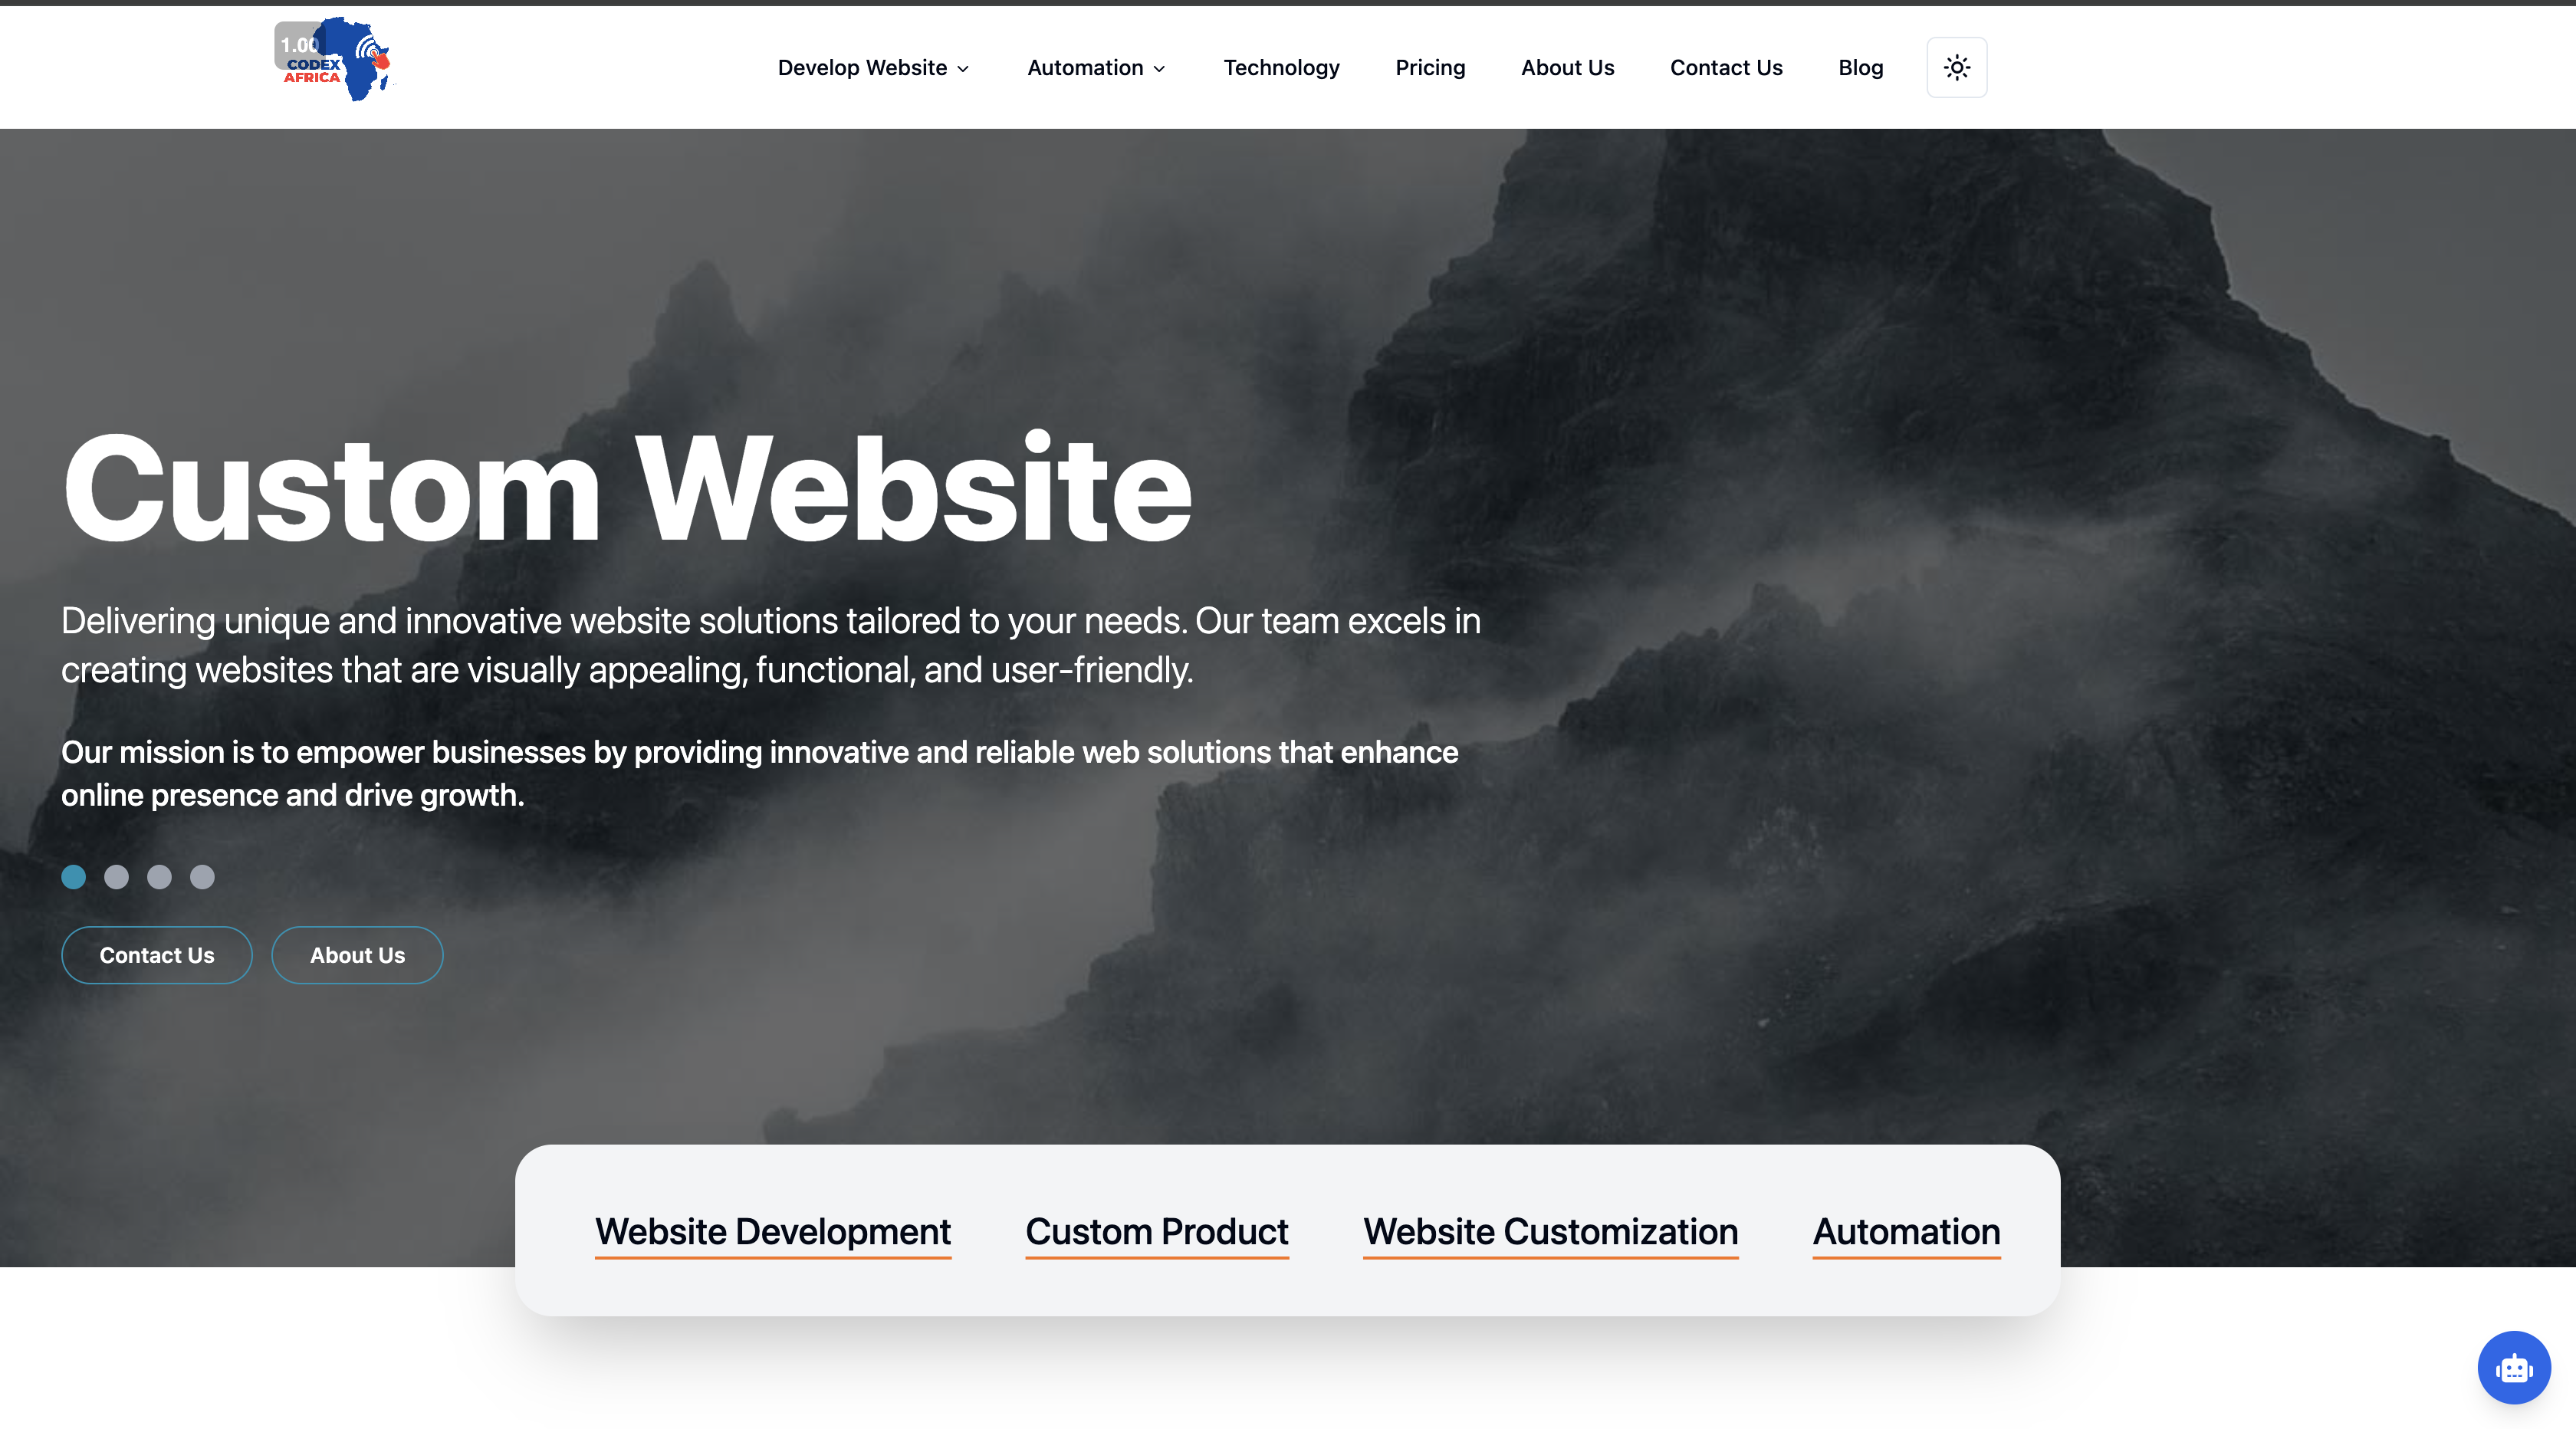 1.00
CODEX
AFRICA
Develop Website
Automation
Technology
Pricing
About Us
Contact Us
Blog
Custom Website
Delivering unique and innovative website solutions tailored to your needs. Our team excels in
creating websites that are visually appealing, functional, and user-friendly.
Our mission is to empower businesses by providing innovative and reliable web solutions that enhance
online presence and drive growth.
Contact Us
About Us
Website Development
Custom Product
Website Customization
Automation